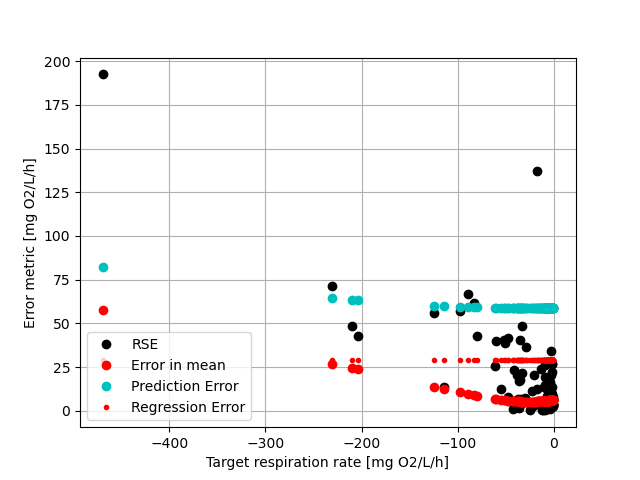 200
175
150
125
100
75
50
25
0
Error metric [mg O2/L/h]
RSE
Error in mean
Prediction Error
Regression Error
−400
−300
−200
−100
0
Target respiration rate [mg O2/L/h]